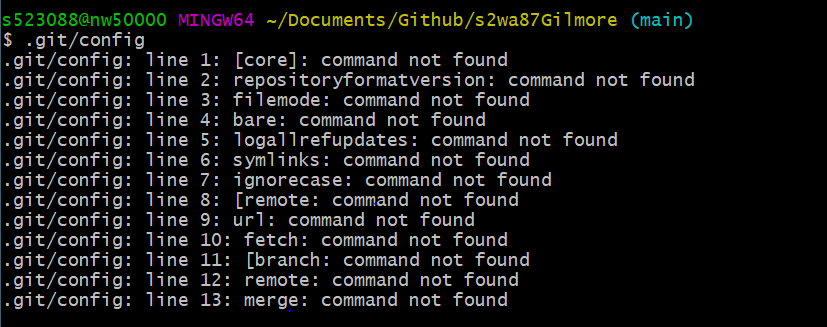 s523088@nw50000 MINGW64 ~/Documents/Github/s2wa87Gilmore (main)
$ .git/config
.git/config: line 1: [core]: command not found
.git/config: line 2: repositoryformatversion: command not found
.git/config: line 3: filemode: command not found
.git/config: line 4: bare: command not found
.git/config: line 5: logallrefupdates: command not found
.git/config: line 6: symlinks: command not found
.git/config: line 7: ignorecase: command not found
.git/config: line 8: [remote: command not found
.git/config: line 9: url: command not found
.git/config: line 10: fetch: command not found
.git/config: line 11: [branch: command not found
.git/config: line 12: remote: command not found
.git/config: line 13: merge: command not found